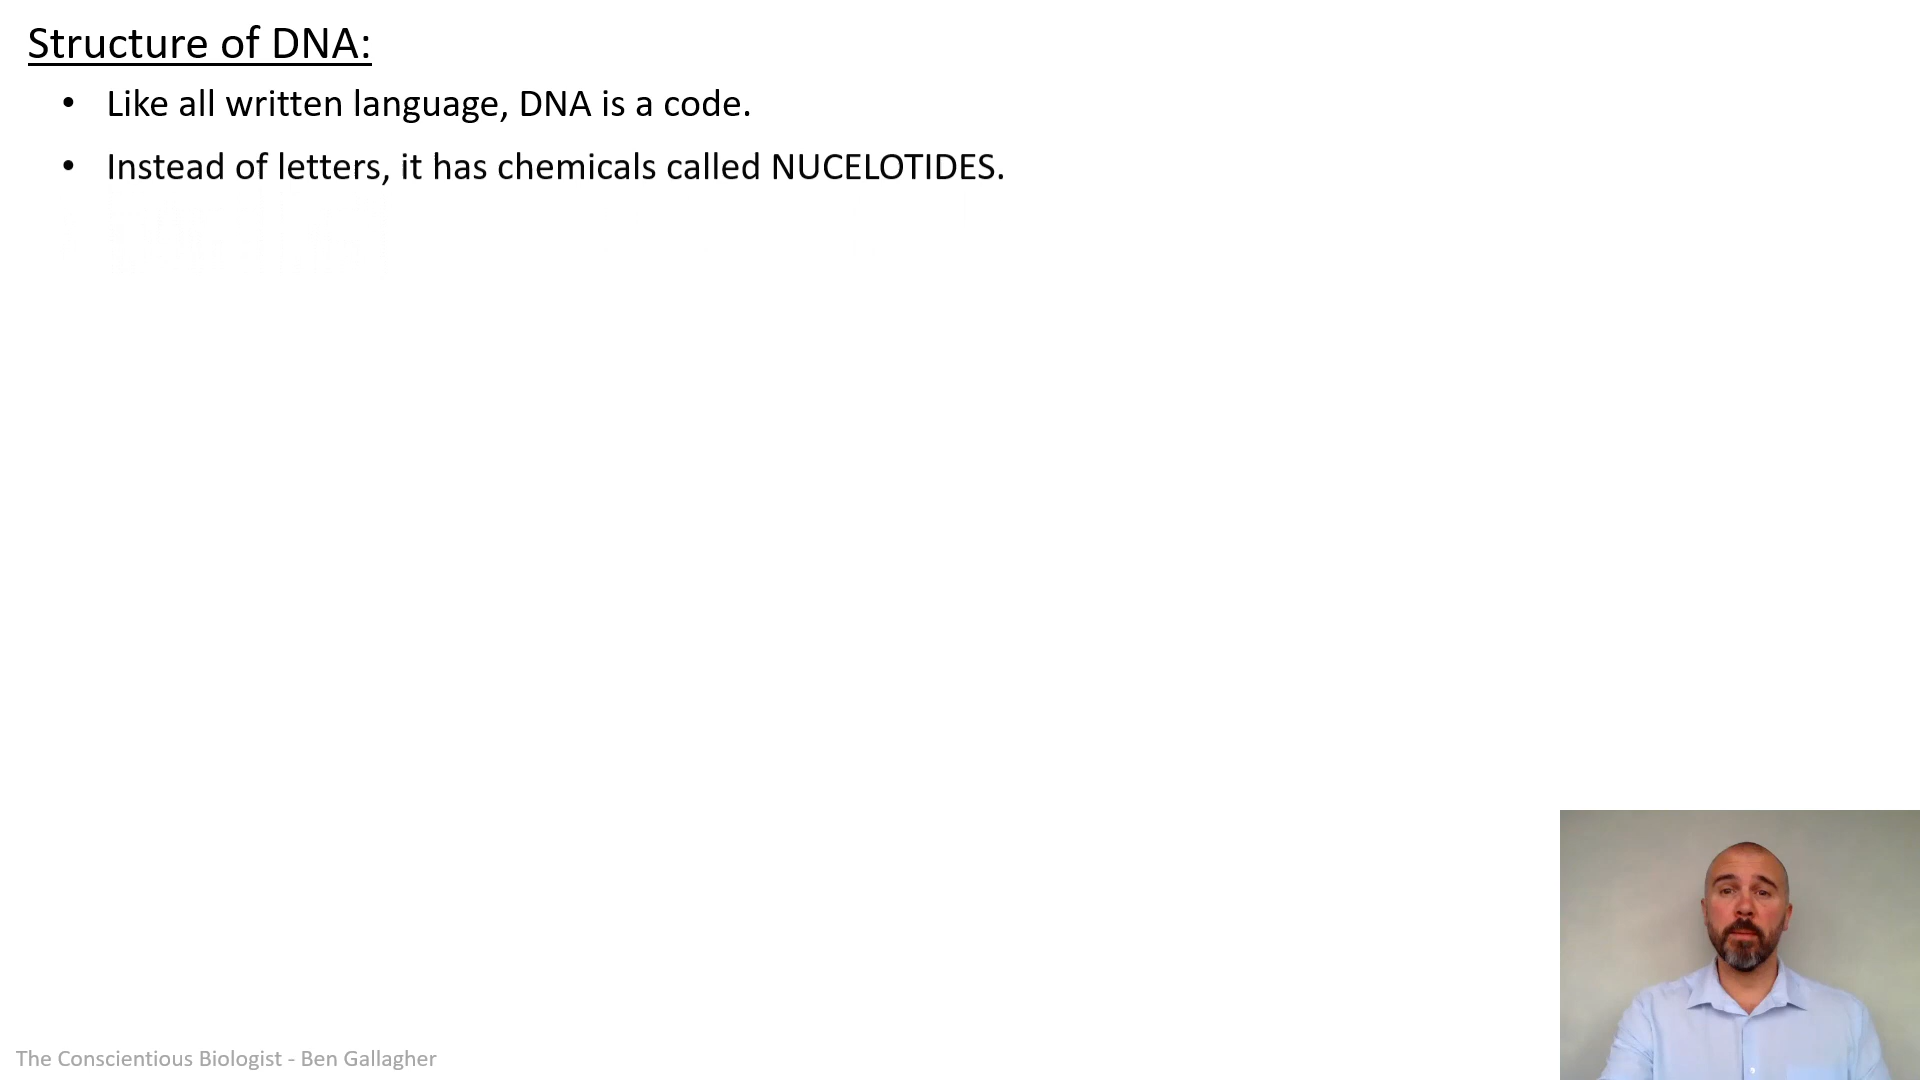 Structure of DNA:
• Like all written language, DNA is a code.
• Instead of letters, it has chemicals called NUCELOTIDES.
The Conscientious Biologist - Ben Gallagher